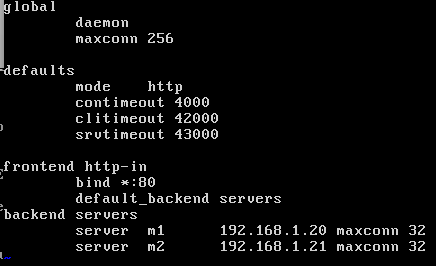 global
daemon
maxconn 256
defaults
mode http
contimeout 4000
clitimeout 42000
srvtimeout 43000
frontend http-in
bind *:80
default_backend servers
backend servers
server m1 192.168.1.20 maxconn 32
server m2 192.168.1.21 maxconn 32